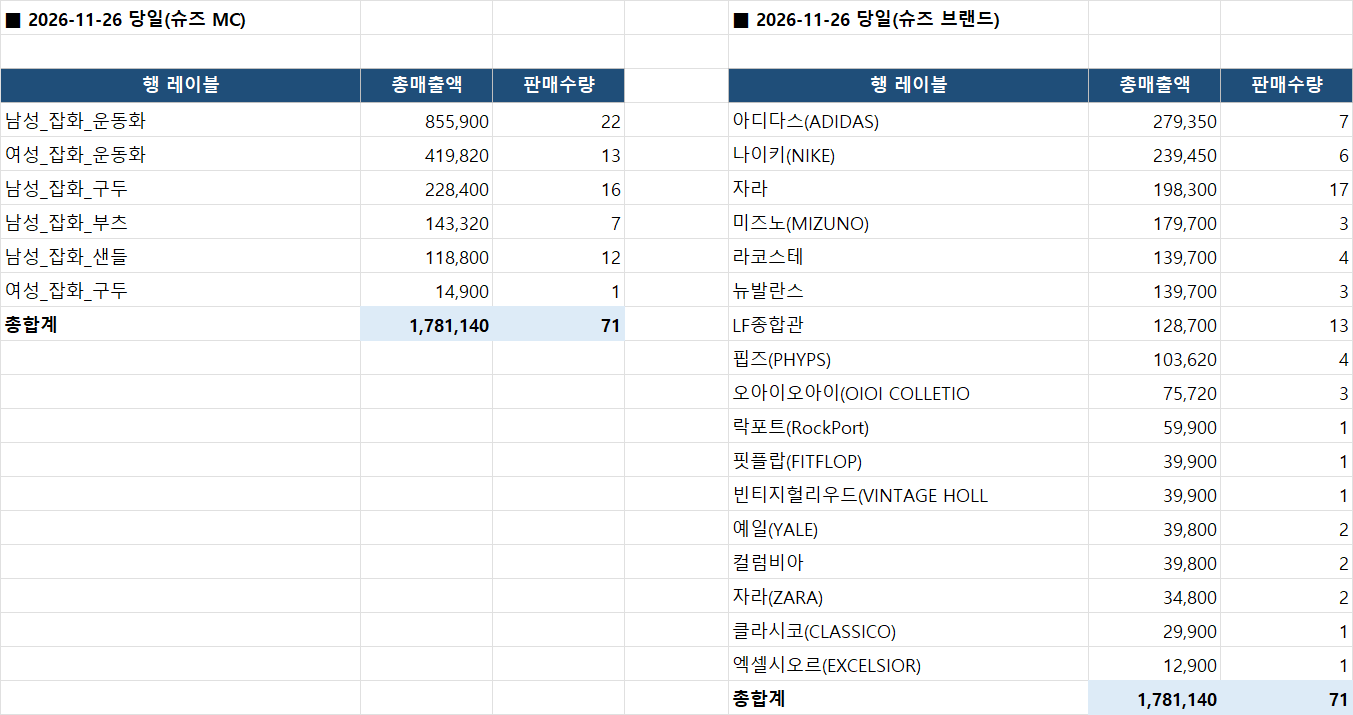 ■ 2026-11-26 당일(슈즈 MC)
행 레이블 총매출액 판매수량
남성_잡화_운동화 855,900 22
여성_잡화_운동화 419,820 13
남성_잡화_구두 228,400 16
남성_잡화_부츠 143,320 7
남성_잡화_샌들 118,800 12
여성_잡화_구두 14,900 1
총합계 1,781,140 71
■ 2026-11-26 당일(슈즈 브랜드)
행 레이블 총매출액 판매수량
아디다스(ADIDAS) 279,350 7
나이키(NIKE) 239,450 6
자라 198,300 17
미즈노(MIZUNO) 179,700 3
라코스테 139,700 4
뉴발란스 139,700 3
LF종합관 128,700 13
핍즈(PHYPS) 103,620 4
오아이오아이(OIOI COLLETIO 75,720 3
락포트(RockPort) 59,900 1
핏플랍(FITFLOP) 39,900 1
빈티지헐리우드(VINTAGE HOLL 39,900 1
예일(YALE) 39,800 2
컬럼비아 39,800 2
자라(ZARA) 34,800 2
클라시코(CLASSICO) 29,900 1
엑셀시오르(EXCELSIOR) 12,900 1
총합계 1,781,140 71